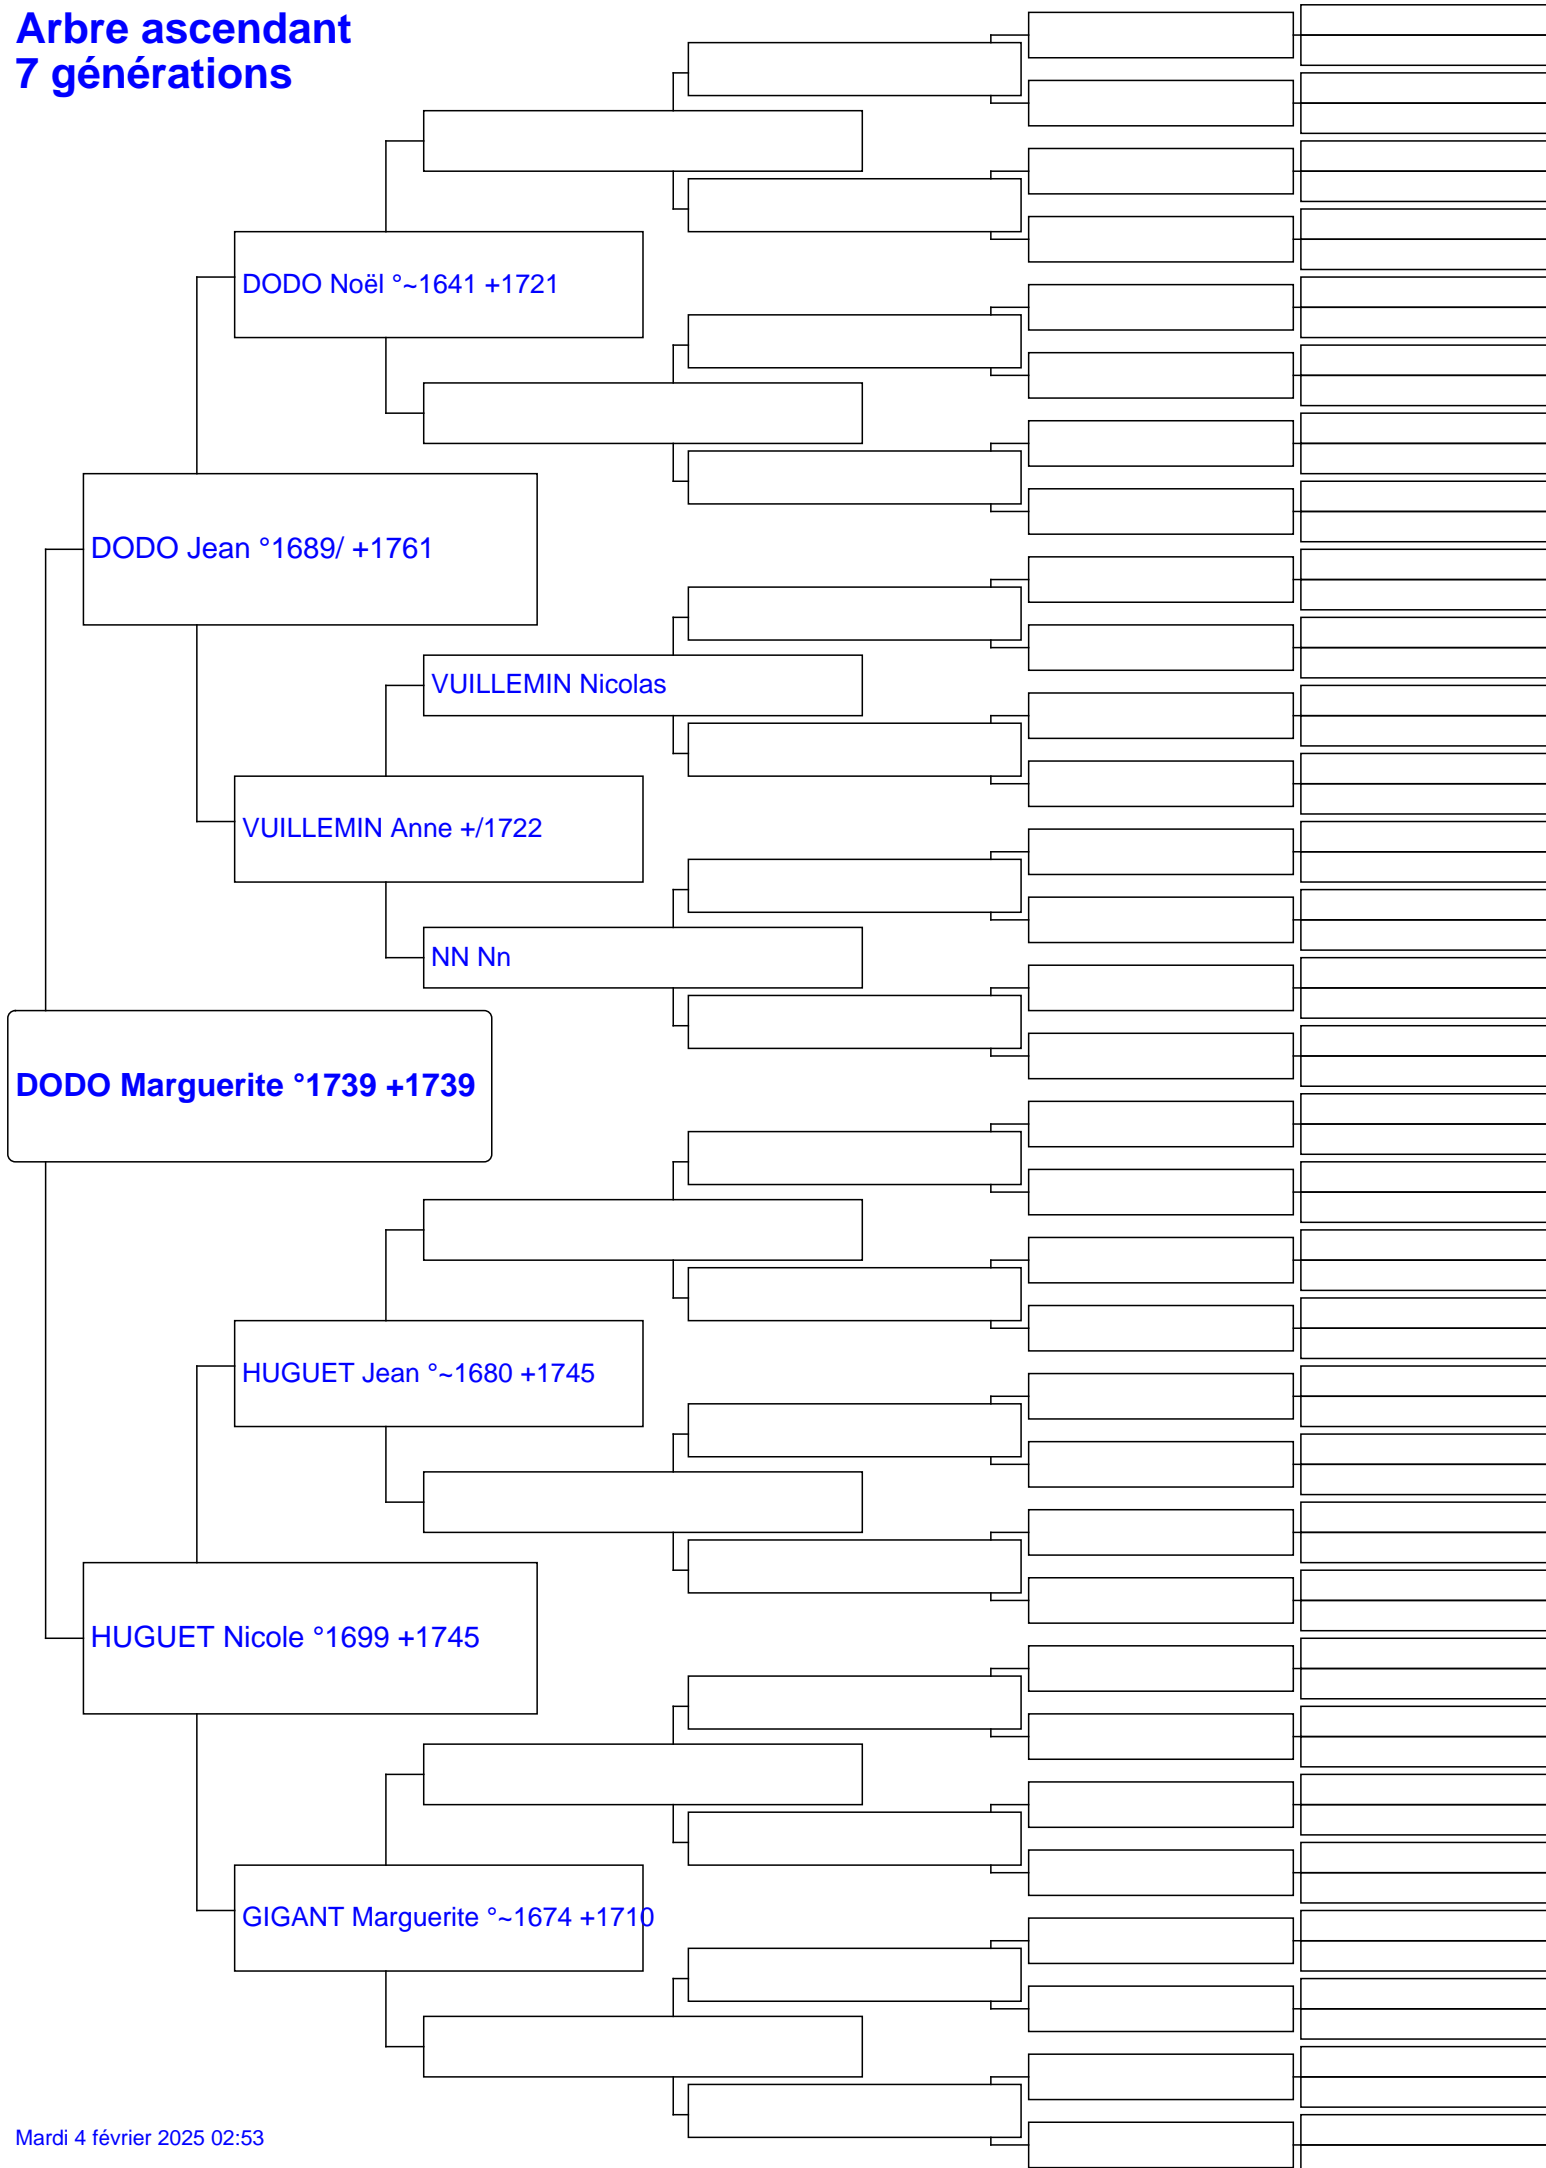 Arbre ascendant
7 générations
DODO Noël °~1641 +1721
DODO Jean °1689/ +1761
VUILLEMIN Nicolas
VUILLEMIN Anne +/1722
NN Nn
DODO Marguerite °1739 +1739
HUGUET Jean °~1680 +1745
HUGUET Nicole °1699 +1745
GIGANT Marguerite °~1674 +1710
Mardi 4 février 2025 02:53